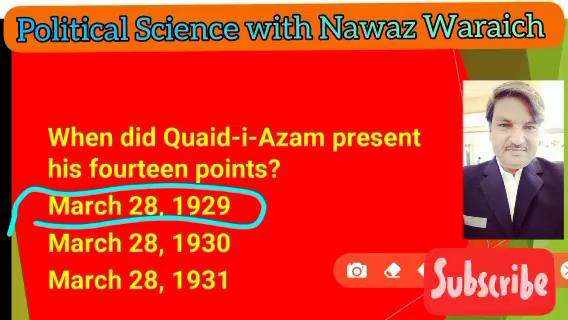 Political Science with Nawaz Waraich
When did Quaid-i-Azam present
his fourteen points?
March 28, 1929
March 28, 1930
March 28, 1931
Subscribe